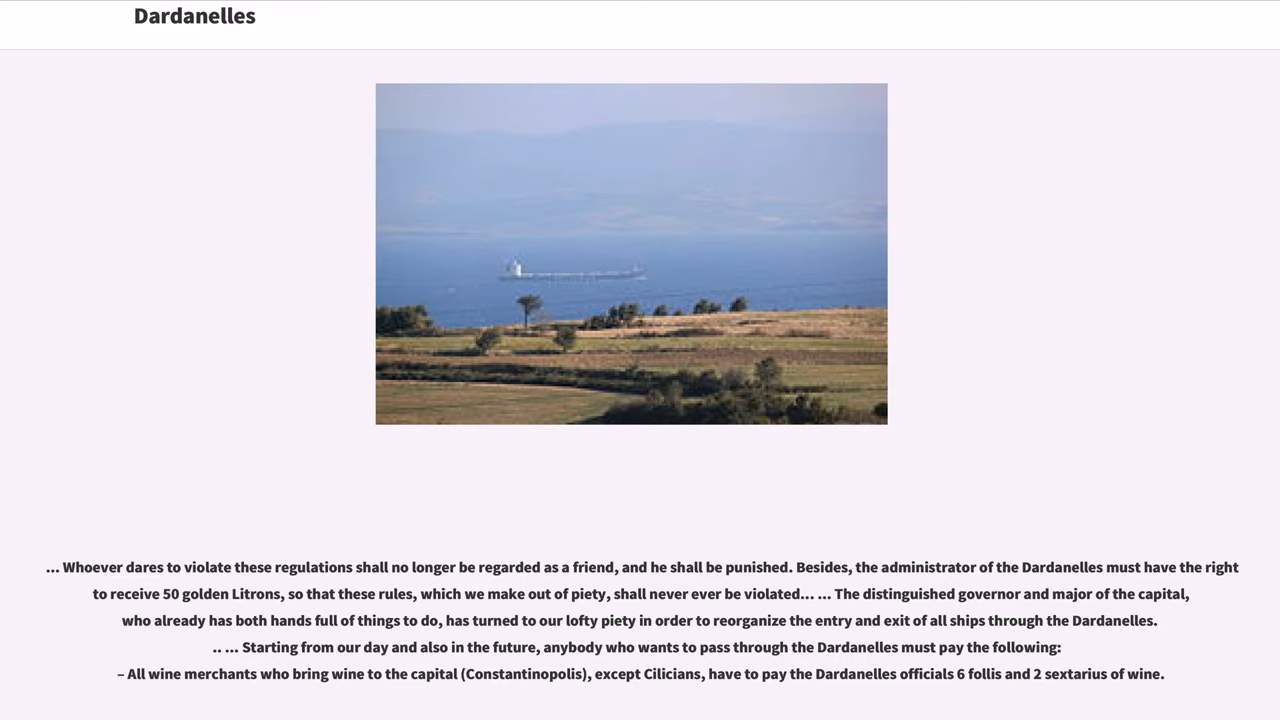 Dardanelles
... Whoever dares to violate these regulations shall no longer be regarded as a friend, and he shall be punished. Besides, the administrator of the Dardanelles must have the right
to receive 50 golden Litrons, so that these rules, which we make out of piety, shall never ever be violated... ... The distinguished governor and major of the capital,
who already has both hands full of things to do, has turned to our lofty piety in order to reorganize the entry and exit of all ships through the Dardanelles.
.. ... Starting from our day and also in the future, anybody who wants to pass through the Dardanelles must pay the following:
– All wine merchants who bring wine to the capital (Constantinopolis), except Cilicians, have to pay the Dardanelles officials 6 follis and 2 sextarius of wine.